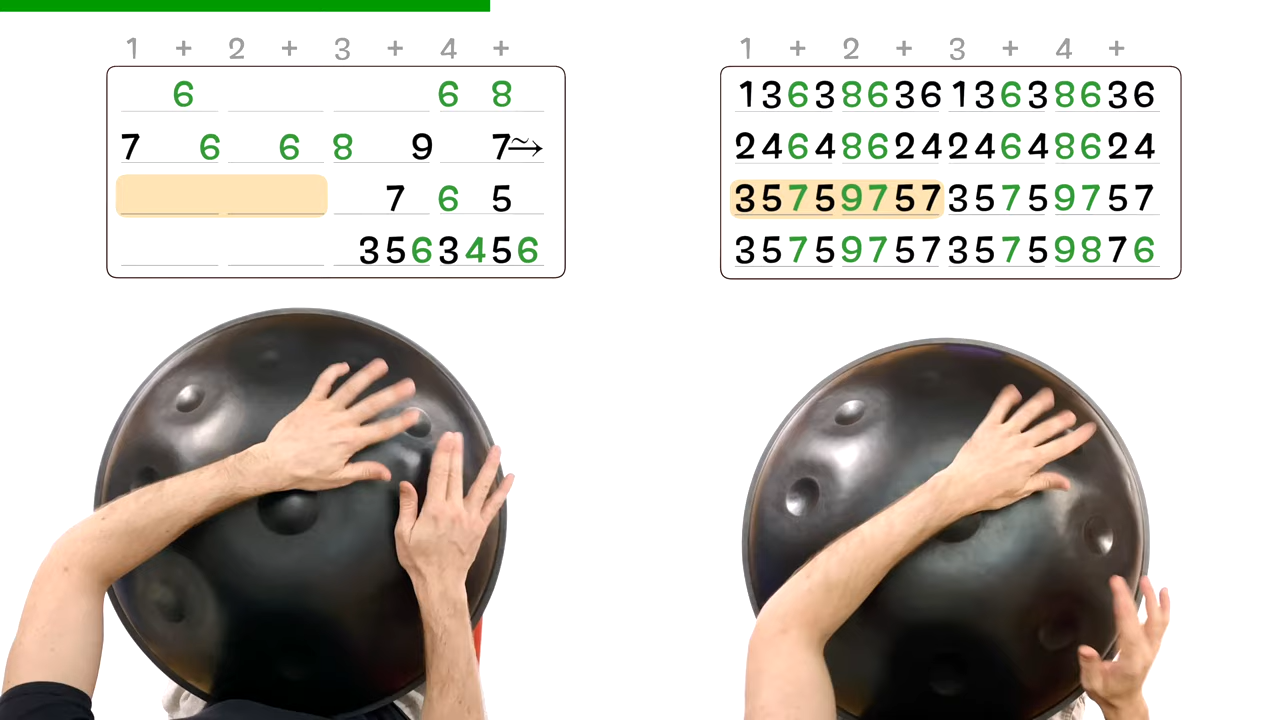 1 + 2 + 3 + 4 +
6 6 8
7 6 6 8 9 7
7 6 5
3 5 6 3 4 5 6
1 + 2 + 3 + 4 +
1 3 6 3 8 6 3 6 1 3 6 3 8 6 3 6
2 4 6 4 8 6 2 4 2 4 6 4 8 6 2 4
3 5 7 5 9 7 5 7 3 5 7 5 9 7 5 7
3 5 7 5 9 7 5 7 3 5 7 5 9 8 7 6